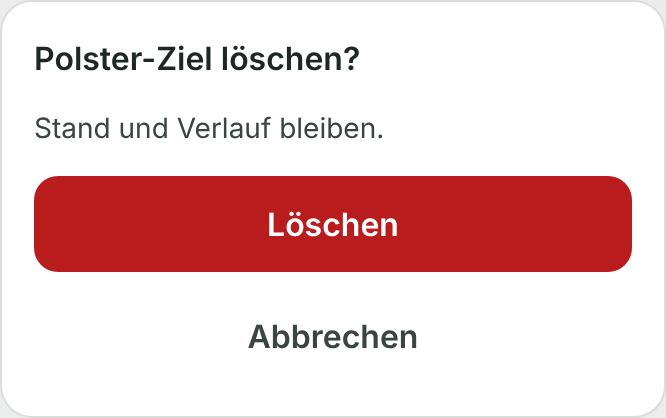 Polster-Ziel löschen?
Stand und Verlauf bleiben.
Löschen
Abbrechen